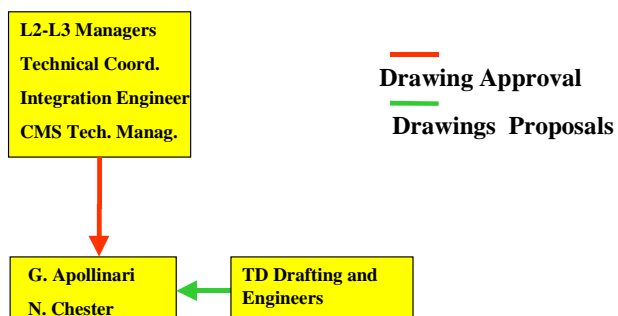 L2-L3 Managers
Technical Coord.
Integration Engineer
CMS Tech. Manag.
Drawing Approval
Drawings Proposals
G. Apollinari
N. Chester
TD Drafting and
Engineers